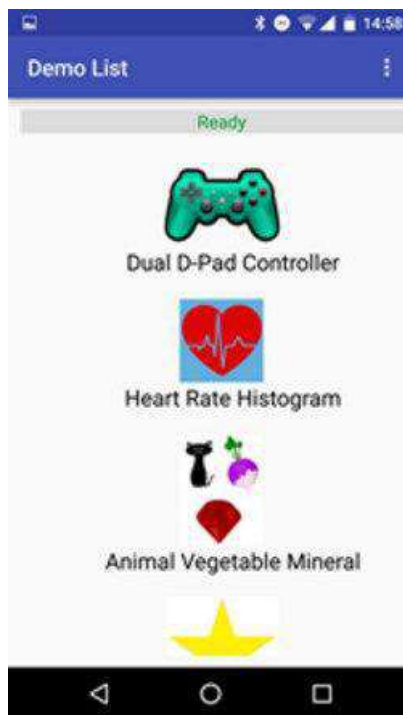 14:58
Demo List
Ready
Dual D-Pad Controller
Heart Rate Histogram
Animal Vegetable Mineral